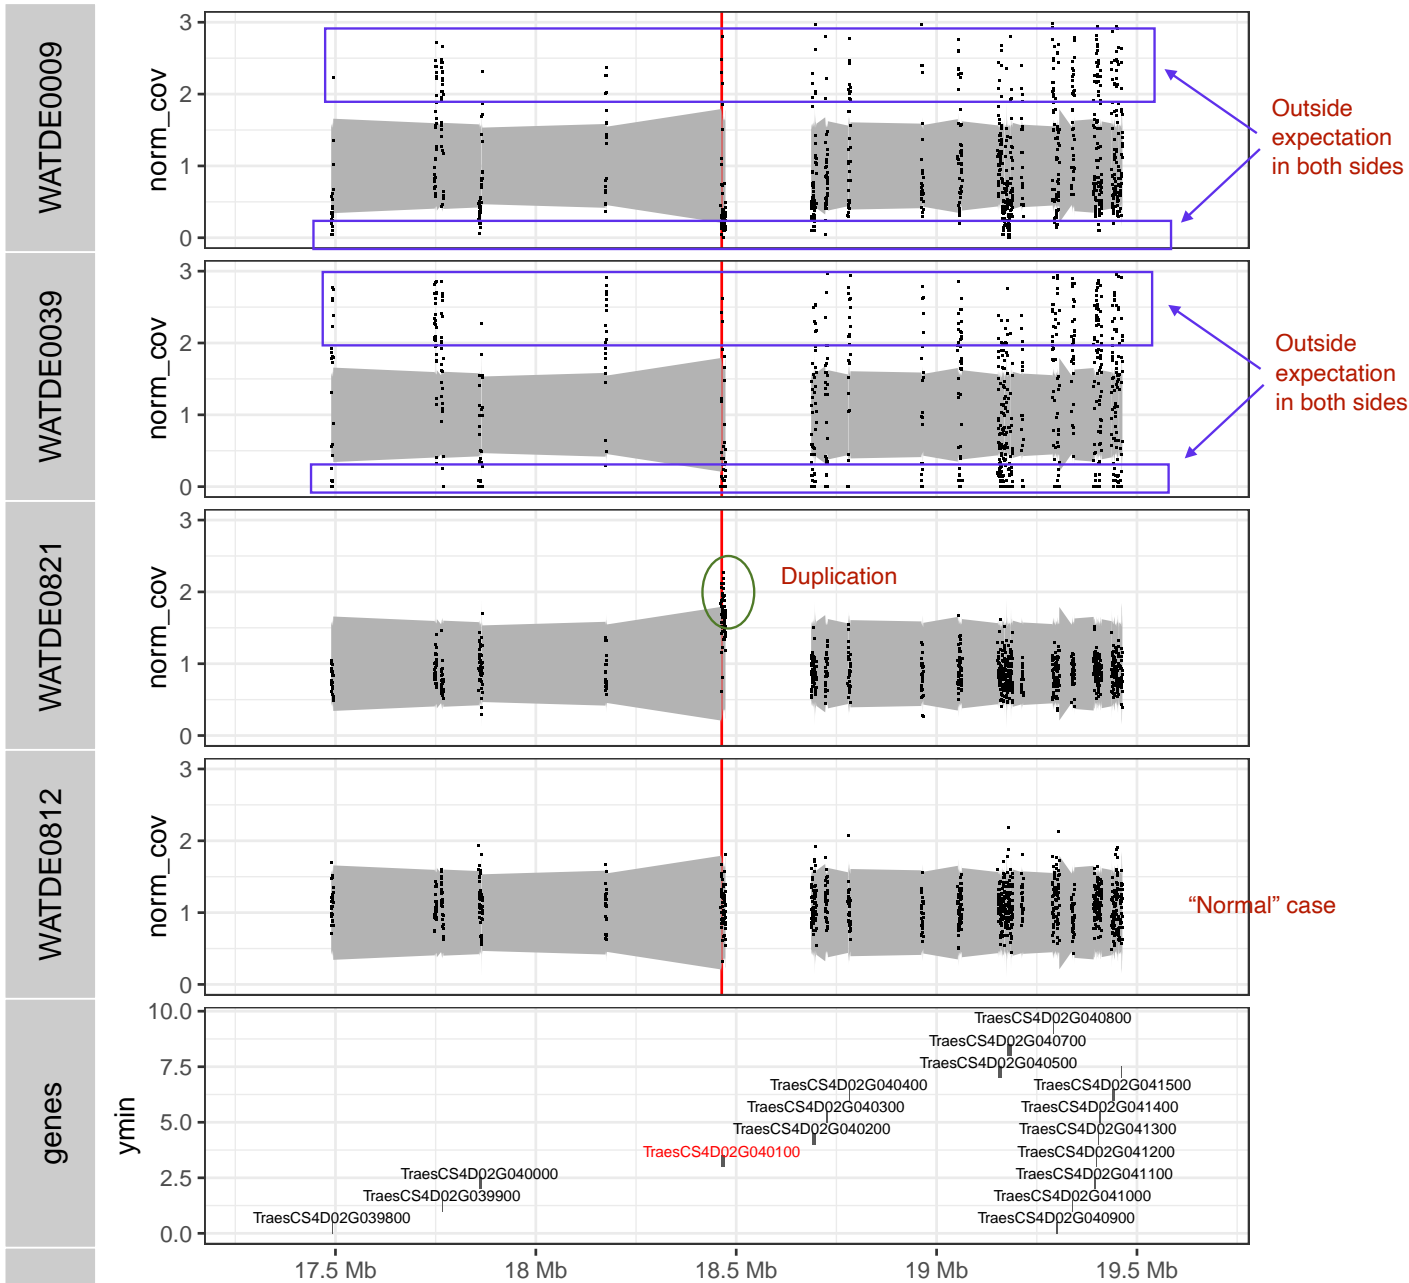 WATDE0009
norm_cov
3
2
1
0
Outside
expectation
in both sides
WATDE0039
norm_cov
3
2
1
0
Outside
expectation
in both sides
WATDE0821
norm_cov
3
2
1
0
Duplication
WATDE0812
norm_cov
3
2
1
0
“Normal” case
genes
ymin
10.0
7.5
5.0
2.5
0.0
TraesCS4D02G040800
TraesCS4D02G040700
TraesCS4D02G040500
TraesCS4D02G040400
TraesCS4D02G041500
TraesCS4D02G040300
TraesCS4D02G041400
TraesCS4D02G040200
TraesCS4D02G041300
TraesCS4D02G040100
TraesCS4D02G041200
TraesCS4D02G040000
TraesCS4D02G041100
TraesCS4D02G039900
TraesCS4D02G041000
TraesCS4D02G039800
TraesCS4D02G040900
17.5 Mb
18 Mb
18.5 Mb
19 Mb
19.5 Mb